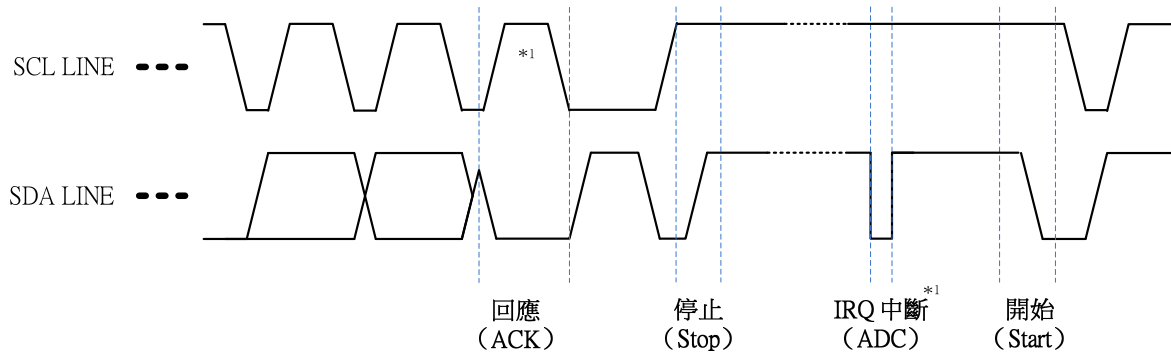 SCL LINE
*1
SDA LINE
回應
（ACK）
停止
（Stop）
IRQ 中斷*1
（ADC）
開始
（Start）